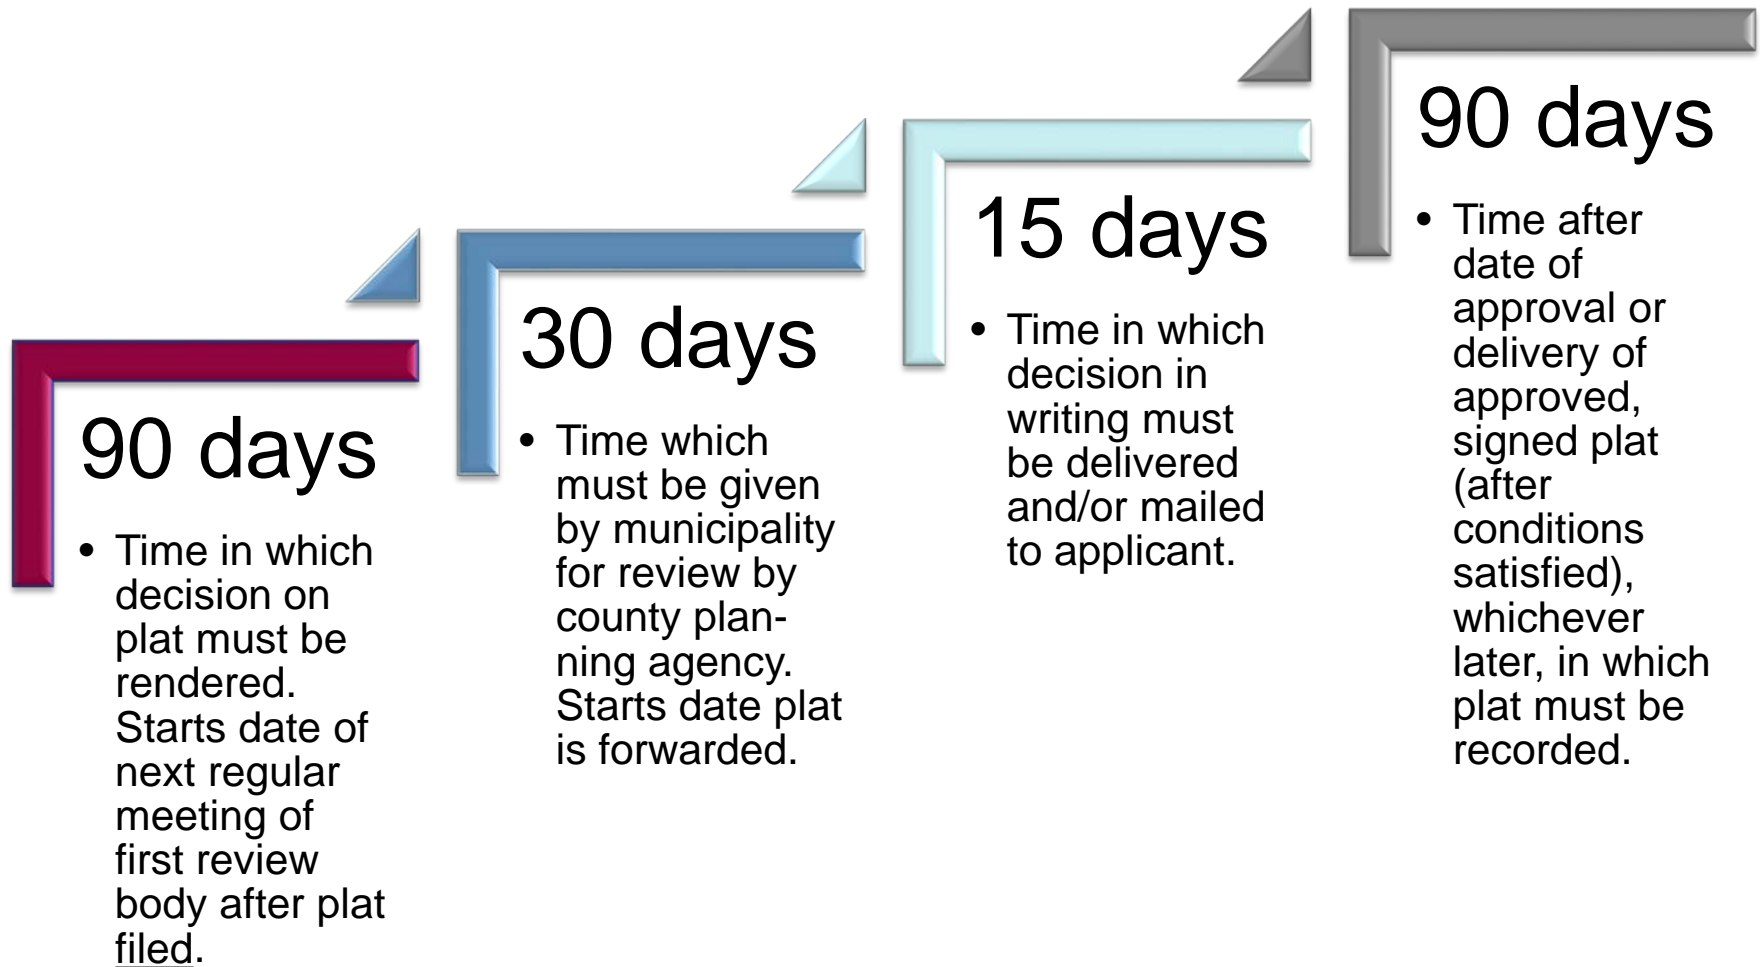 90 days
• Time in which
decision on
plat must be
rendered.
Starts date of
next regular
meeting of
first review
body after plat
filed.
30 days
• Time which
must be given
by municipality
for review by
county plan-
ning agency.
Starts date plat
is forwarded.
15 days
• Time in which
decision in
writing must
be delivered
and/or mailed
to applicant.
90 days
• Time after
date of
approval or
delivery of
approved,
signed plat
(after
conditions
satisfied),
whichever
later, in which
plat must be
recorded.